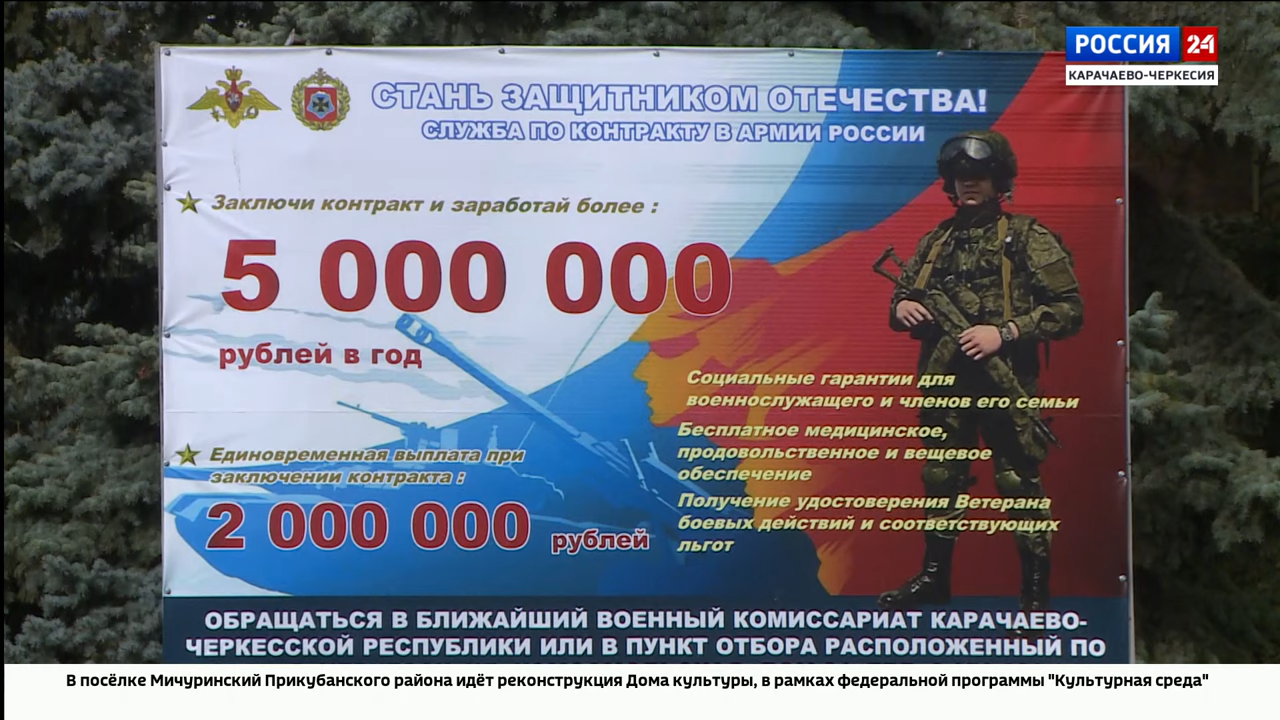 РОССИЯ 24
КАРАЧАЕВО-ЧЕРКЕСИЯ
СТАНЬ ЗАЩИТНИКОМ ОТЕЧЕСТВА!
СЛУЖБА ПО КОНТРАКТУ В АРМИИ РОССИИ
Заключи контракт и заработай более :
5 000 000
рублей в год
Единовременная выплата при
заключении контракта :
2 000 000 рублей
Социальные гарантии для
военнослужащего и членов его семьи
Бесплатное медицинское,
продовольственное и вещевое
обеспечение
Получение удостоверения Ветерана
боевых действий и соответствующих
льгот
ОБРАЩАТЬСЯ В БЛИЖАЙШИЙ ВОЕННЫЙ КОМИССАРИАТ КАРАЧАЕВО-
ЧЕРКЕССКОЙ РЕСПУБЛИКИ ИЛИ В ПУНКТ ОТБОРА РАСПОЛОЖЕННЫЙ ПО
В посёлке Мичуринский Прикубанского района идёт реконструкция Дома культуры, в рамках федеральной программы "Культурная среда"